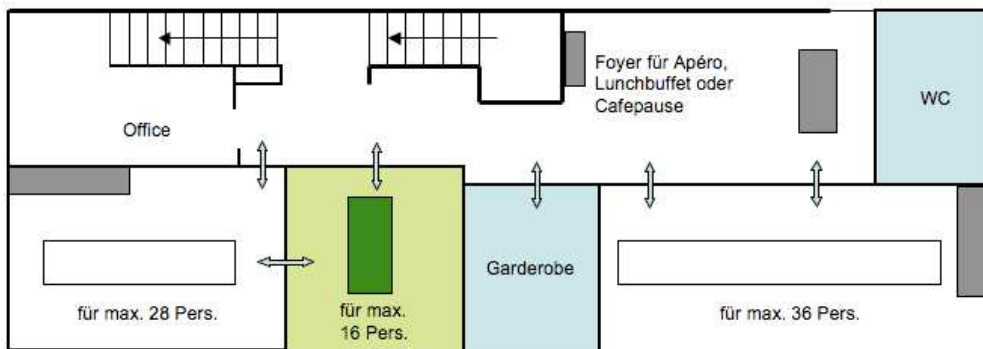 Foyer für Apéro,
Lunchbuffet oder
Cafepause
WC
Office
Garderobe
für max. 28 Pers.
für max.
16 Pers.
für max. 36 Pers.